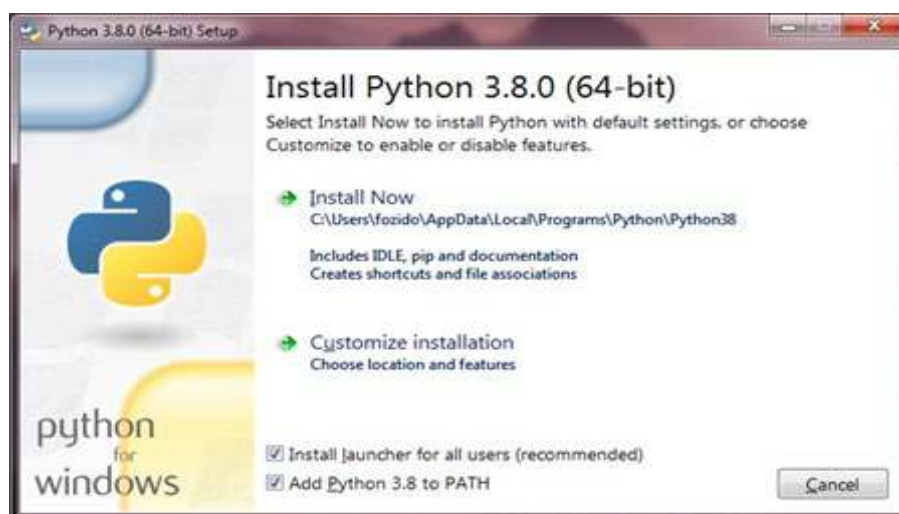 Python 3.8.0 (64-bit) Setup
Install Python 3.8.0 (64-bit)
Select Install Now to install Python with default settings, or choose
Customize to enable or disable features.
Install Now
C:\Users\fozido\AppData\Local\Programs\Python\Python38
Includes IDLE, pip and documentation
Creates shortcuts and file associations
Customize installation
Choose location and features
python
for
windows
Install launcher for all users (recommended)
Add Python 3.8 to PATH
Cancel